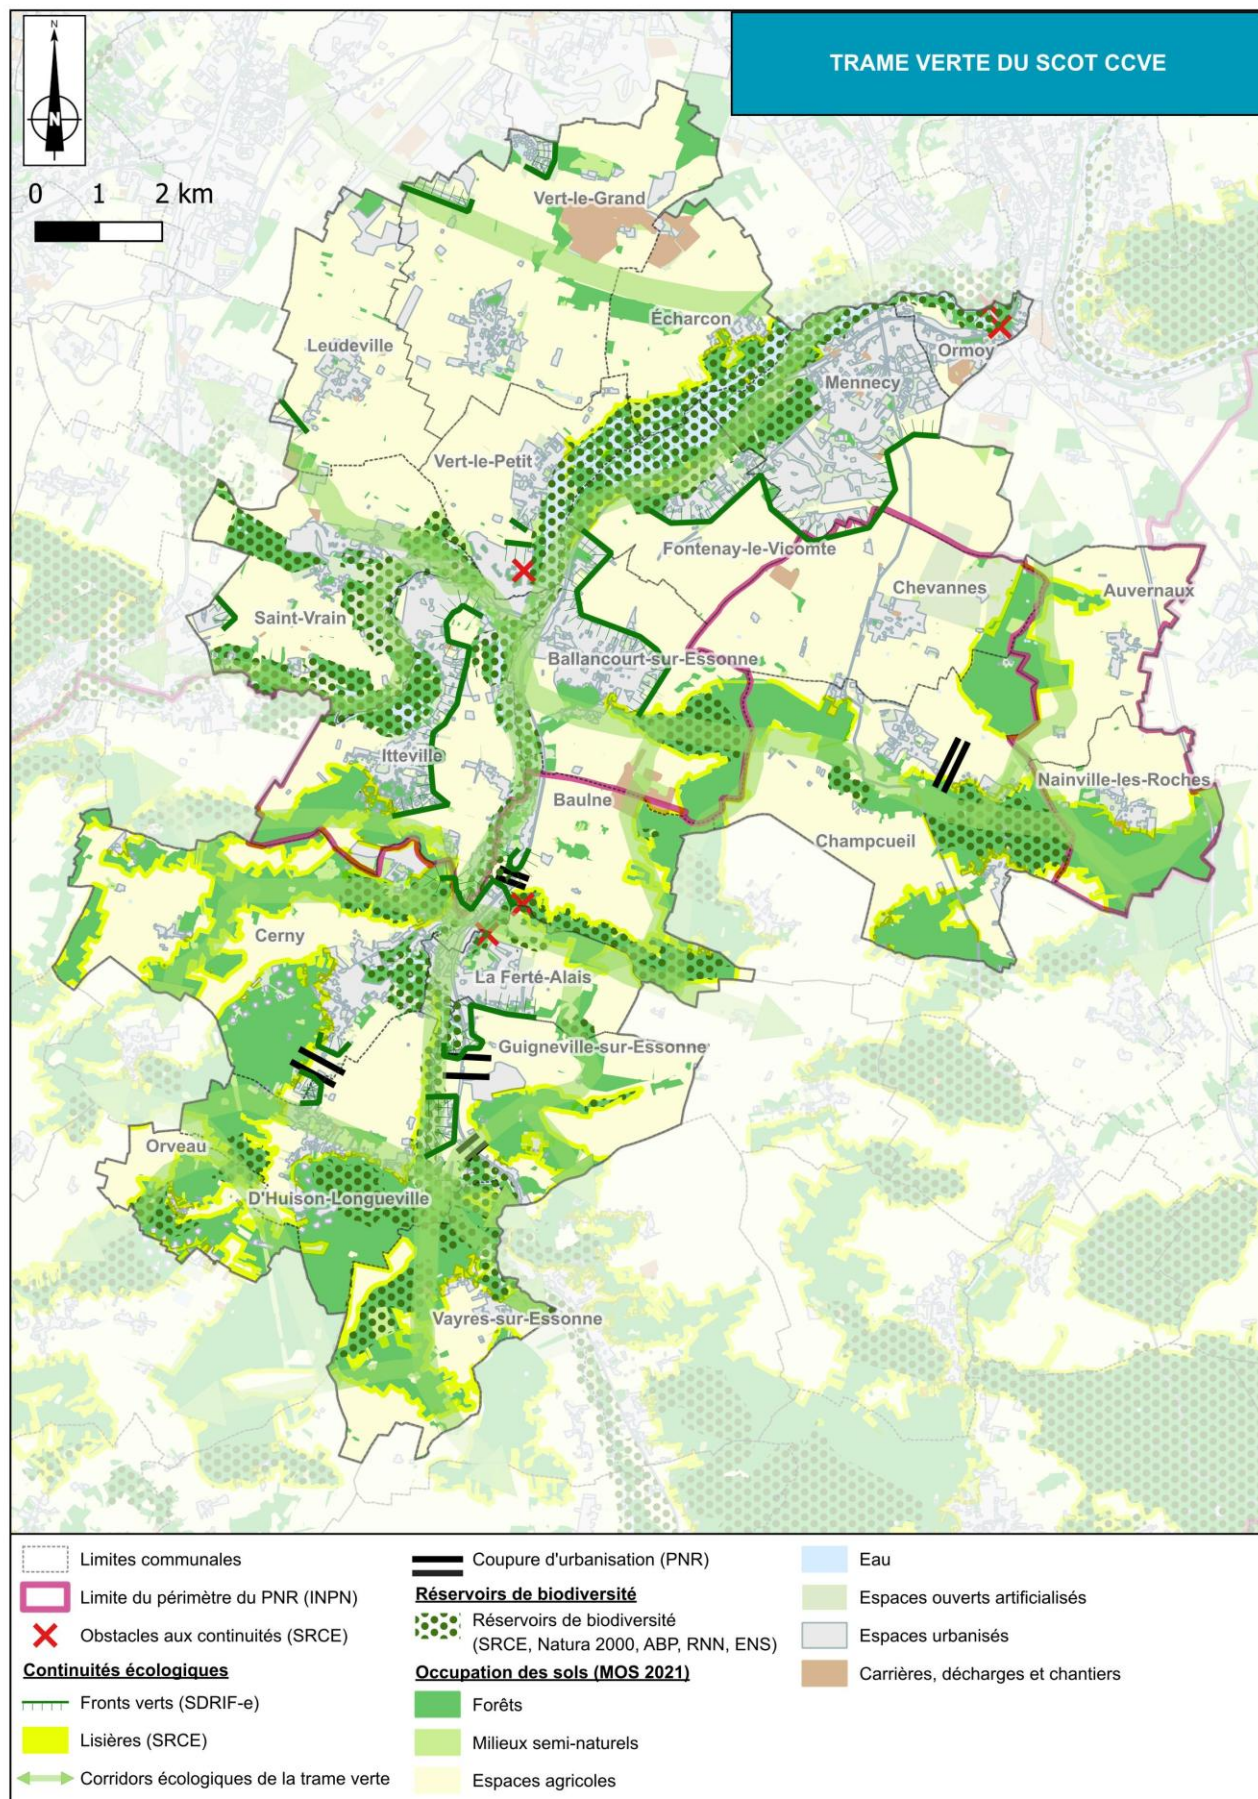 N
TRAME VERTE DU SCOT CCVE
N
0 1 2 km
Vert-le-Grand
Écharcon
Leudeville
Ormoy
Mennecy
Vert-le-Petit
Fontenay-le-Vicomte
Chevannes
Auvernaux
Saint-Vrain
Ballancourt-sur-Essonne
Itteville
Nainville-les-Roches
Baulne
Champcueil
Cerny
La Ferté-Alais
Guigneville-sur-Essonne
Orveau
D'Huison-Longueville
Vayres-sur-Essonne
Limites communales
Limite du périmètre du PNR (INPN)
Obstacles aux continuités (SRCE)
Continuités écologiques
Fronts verts (SDRIF-e)
Lisières (SRCE)
Corridors écologiques de la trame verte
Coupure d'urbanisation (PNR)
Réservoirs de biodiversité
Réservoirs de biodiversité
(SRCE, Natura 2000, ABP, RNN, ENS)
Occupation des sols (MOS 2021)
Forêts
Milieux semi-naturels
Espaces agricoles
Eau
Espaces ouverts artificialisés
Espaces urbanisés
Carrières, décharges et chantiers